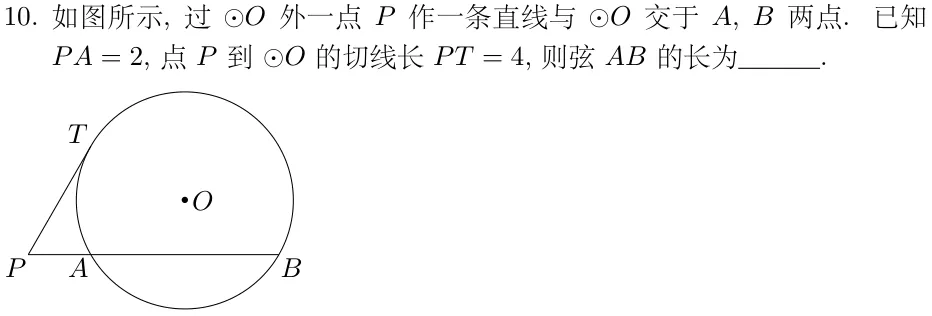 10. 如图所示, 过 ⊙O 外一点 P 作一条直线与 ⊙O 交于 A, B 两点. 已知
PA = 2, 点 P 到 ⊙O 的切线长 PT = 4, 则弦 AB 的长为______.
T
O
P A B